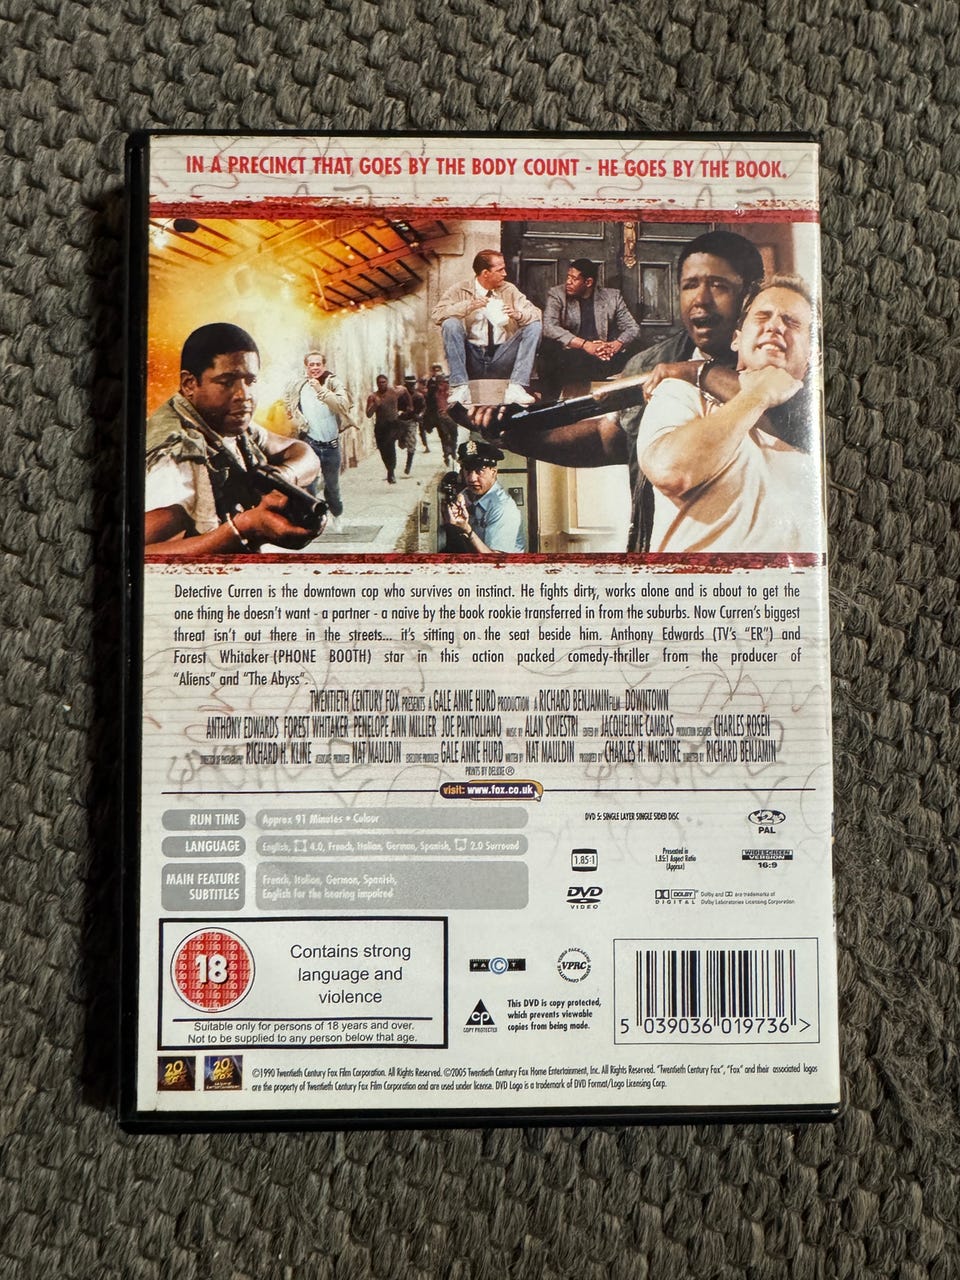 IN A PRECINCT THAT GOES BY THE BODY COUNT - HE GOES BY THE BOOK.
Detective Curren is the downtown cop who survives on instinct. He fights dirty, works alone and is about to get the
one thing he doesn't want - a partner - a naive by the book rookie transferred in from the suburbs. Now Curren's biggest
threat isn't out there in the streets... it's sitting on the seat beside him. Anthony Edwards (TV's "ER") and
Forest Whitaker (PHONE BOOTH) star in this action packed comedy-thriller from the producer of
"Aliens" and "The Abyss".
TWENTIETH CENTURY FOX PRESENTS A GALE ANNE HURD PRODUCTION A RICHARD BENJAMIN FILM DOWNTOWN
ANTHONY EDWARDS FOREST WHITAKER PENELOPE ANN MILLER JOE PANTOLIANO MUSIC BY ALAN SILVESTRI EDITED BY JACQUELINE CAMBAS PRODUCTION DESIGNER CHARLES ROSEN
DIRECTOR OF PHOTOGRAPHY RICHARD H. KLINE ASSOCIATE PRODUCER NAT MAULDIN EXECUTIVE PRODUCER GALE ANNE HURD WRITTEN BY NAT MAULDIN PRODUCED BY CHARLES H. MAGUIRE DIRECTED BY RICHARD BENJAMIN
PRINTS BY DELUXE®
visit: www.fox.co.uk
RUN TIME Approx 91 Minutes • Colour
LANGUAGE English, 4.0, French, Italian, German, Spanish, 2.0 Surround
MAIN FEATURE
SUBTITLES
French, Italian, German, Spanish,
English for the hearing impaired
DVD 5: SINGLE LAYER SINGLE SIDED DISC
2
PAL
1.85:1
Presented in
1.85:1 Aspect Ratio
(Approx)
WIDESCREEN
VERSION
16:9
DVD
VIDEO
DOLBY
DIGITAL
Dolby and are trademarks of
Dolby Laboratories Licensing Corporation.
18
Contains strong
language and
violence
Suitable only for persons of 18 years and over.
Not to be supplied to any person below that age.
FACT
VPRC
CP
COPY PROTECTED
This DVD is copy protected,
which prevents viewable
copies from being made.
5 039036 019736 >
20
FOX
20
FOX
©1990 Twentieth Century Fox Film Corporation. All Rights Reserved. ©2005 Twentieth Century Fox Home Entertainment, Inc. All Rights Reserved. "Twentieth Century Fox", "Fox" and their associated logos
are the property of Twentieth Century Fox Film Corporation and are used under license. DVD Logo is a trademark of DVD Format/Logo Licensing Corp.